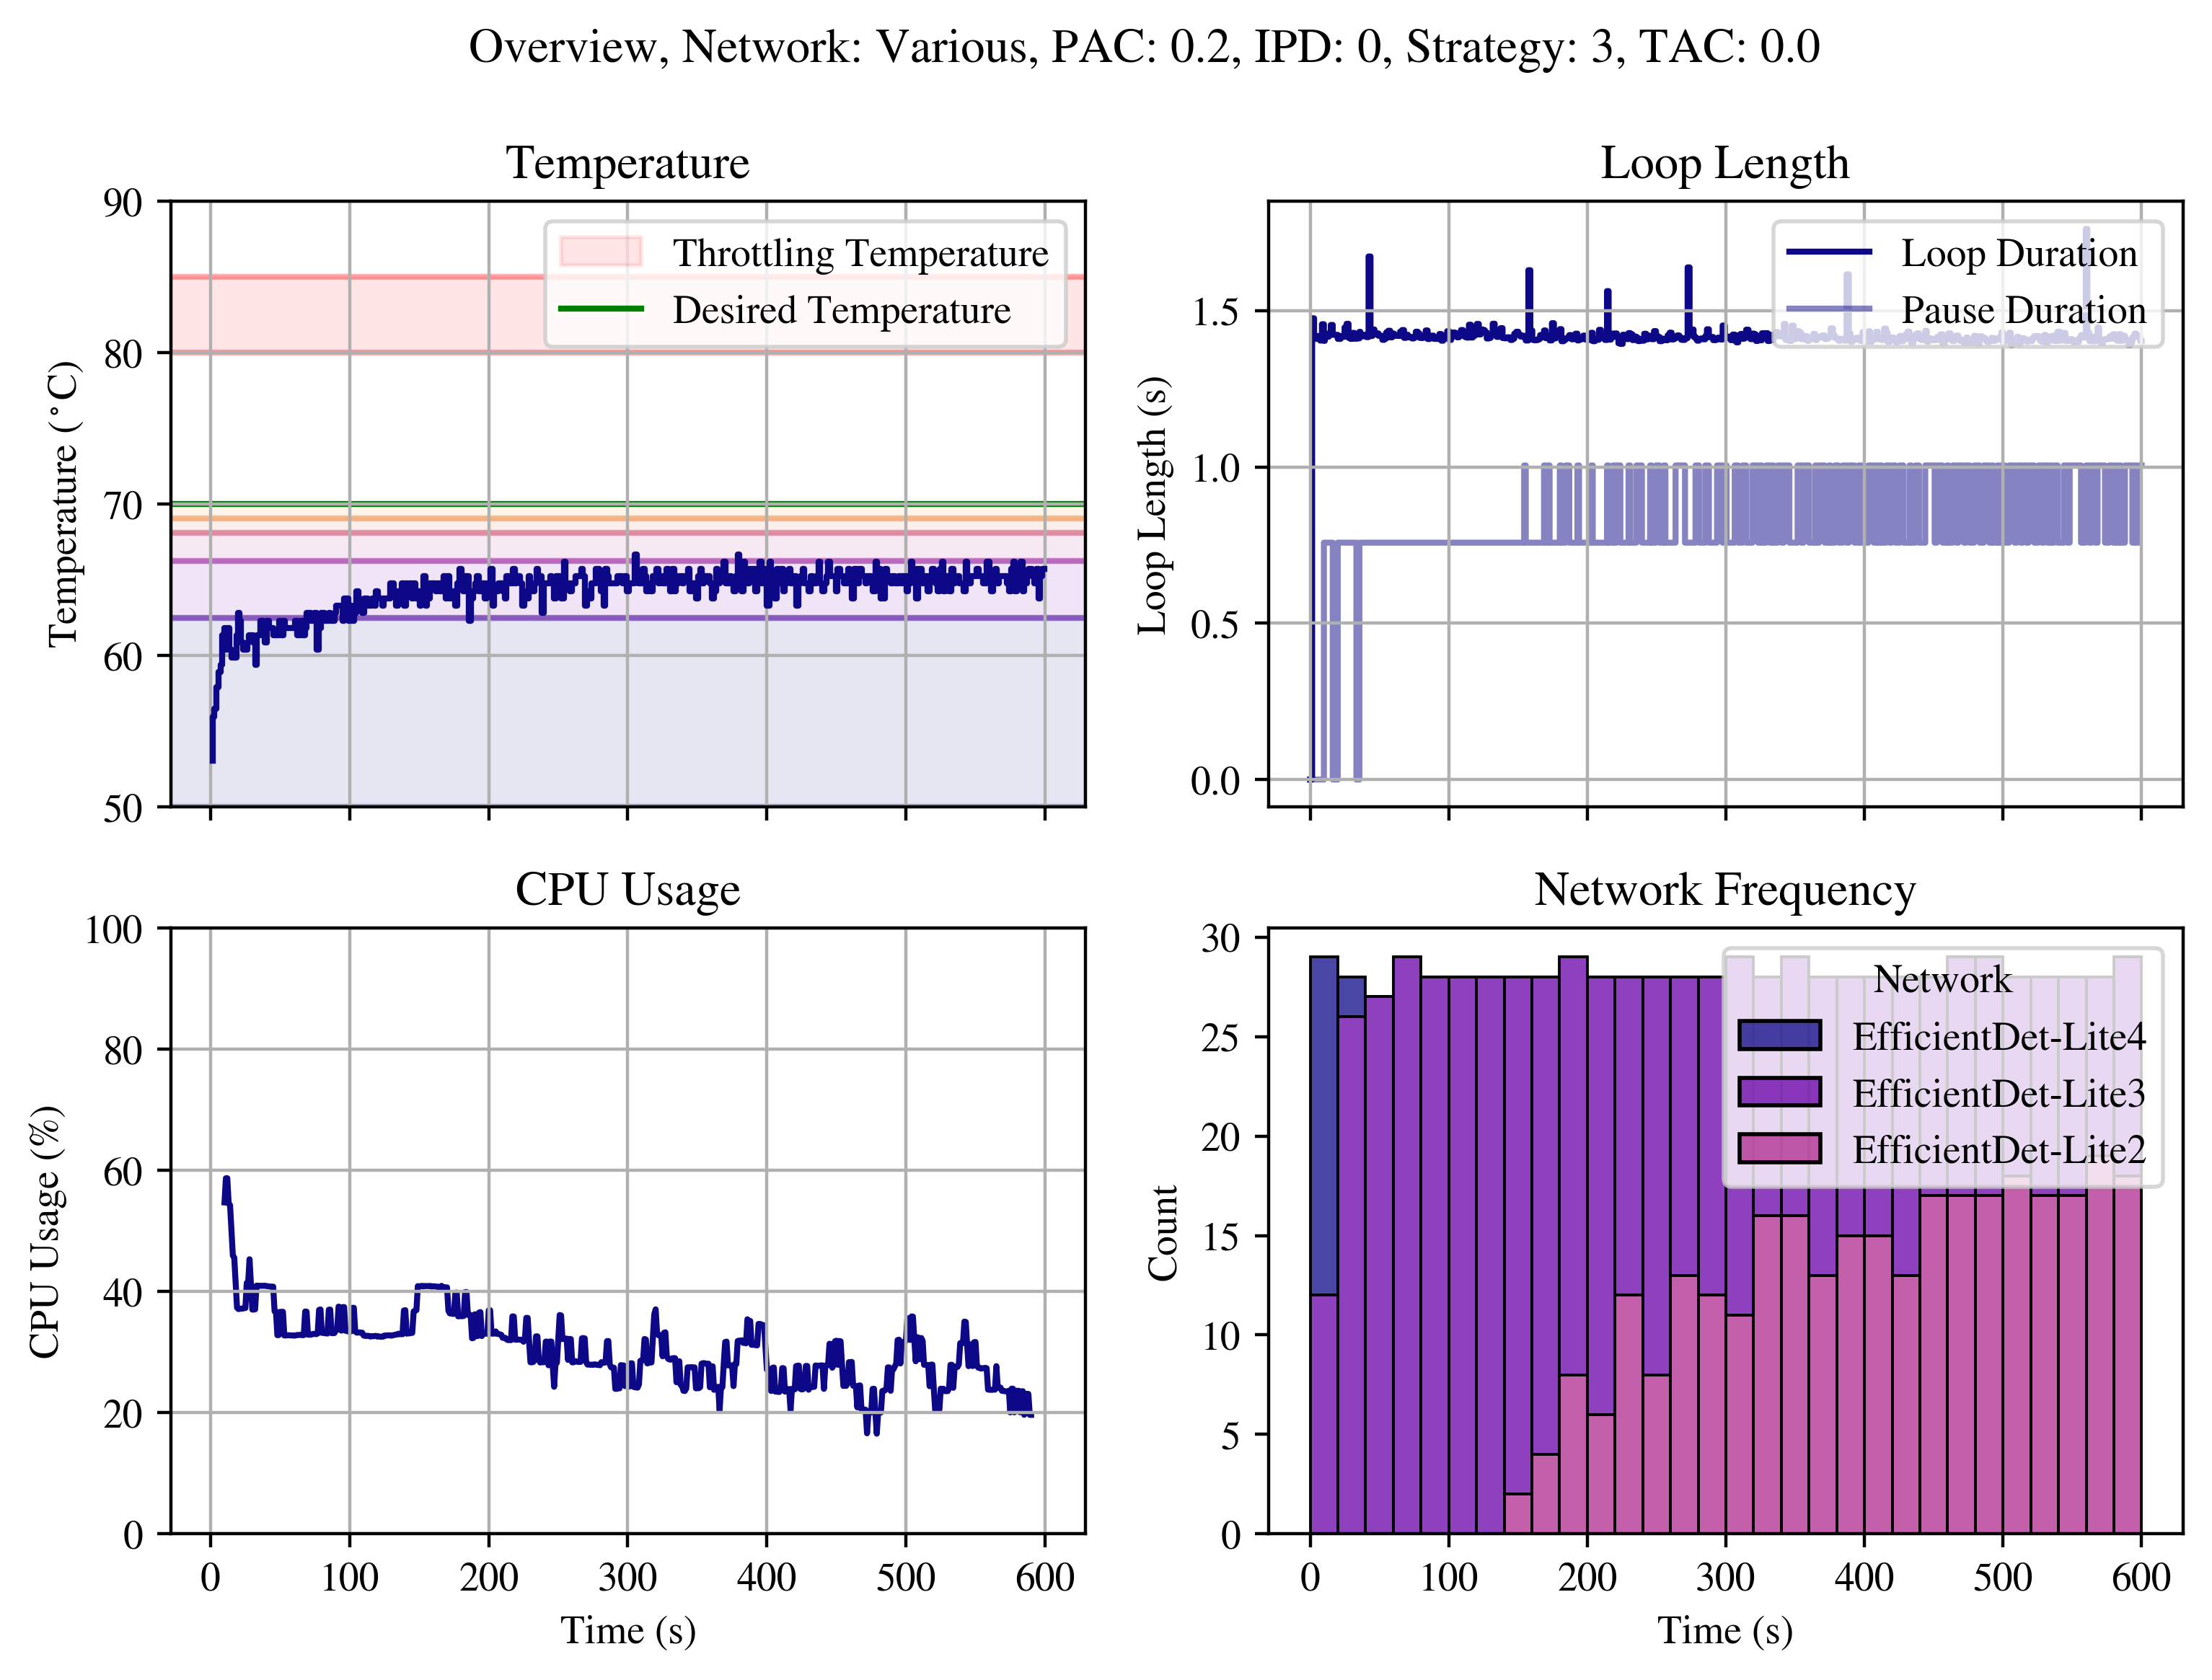 Overview, Network: Various, PAC: 0.2, IPD: 0, Strategy: 3, TAC: 0.0
Temperature
90
80
70
60
50
Temperature (°C)
Throttling Temperature
Desired Temperature
Loop Length
1.5
1.0
0.5
0.0
Loop Length (s)
Loop Duration
Pause Duration
CPU Usage
100
80
60
40
20
0
CPU Usage (%)
0 100 200 300 400 500 600
Time (s)
Network Frequency
30
25
20
15
10
5
0
Count
Network
EfficientDet-Lite4
EfficientDet-Lite3
EfficientDet-Lite2
0 100 200 300 400 500 600
Time (s)